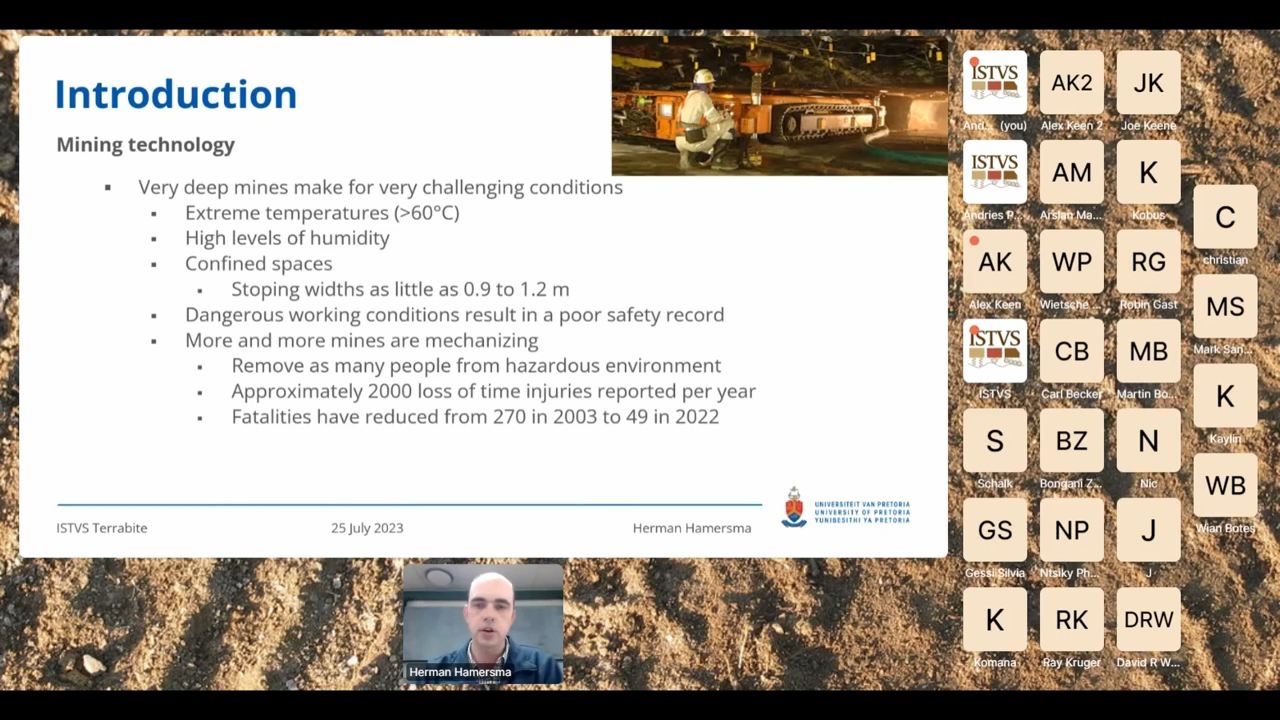 Introduction
Mining technology
Very deep mines make for very challenging conditions
Extreme temperatures (>60°C)
High levels of humidity
Confined spaces
Stoping widths as little as 0.9 to 1.2 m
Dangerous working conditions result in a poor safety record
More and more mines are mechanizing
Remove as many people from hazardous environment
Approximately 2000 loss of time injuries reported per year
Fatalities have reduced from 270 in 2003 to 49 in 2022
ISTVS Terrabite
25 July 2023
Herman Hamersma
UNIVERSITEIT VAN PRETORIA
UNIVERSITY OF PRETORIA
YUNIBESITHI YA PRETORIA
Herman Hamersma
ISTVS
And... (you)
AK2
Alex Keen 2
JK
Joe Keene
ISTVS
Andries P...
AM
Arslan Ma...
K
Kobus
AK
Alex Keen
WP
Wietsche ...
RG
Robin Gast
ISTVS
ISTVS
CB
Carl Becker
MB
Martin Bo...
S
Schalk
BZ
Bongani Z...
N
Nic
GS
Gessi Silvia
NP
Ntsiky Ph...
J
J
K
Komana
RK
Ray Kruger
DRW
David R W...
C
christian
MS
Mark San...
K
Kaylin
WB
Wian Botes